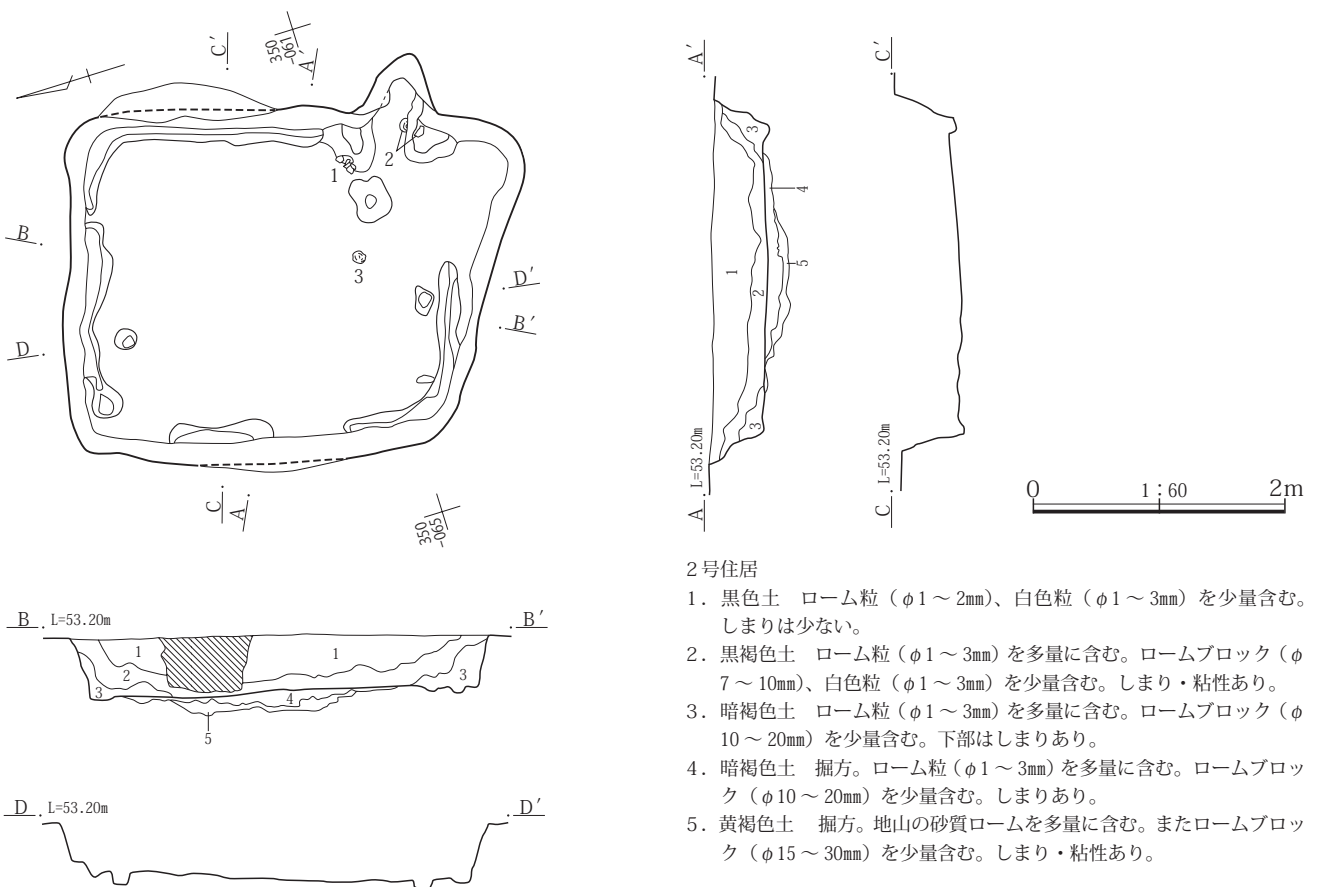 C′
350
-061
A′
1
2
3
B
D′
B′
D
C
A
350
-065
A′
C′
3
4
5
1
2
3
A L=53.20m
C L=53.20m
0 1：60 2m
B L=53.20m B′
1
1
2
3
3
4
5
D L=53.20m D′
２号住居
１．黒色土　ローム粒（φ1～2㎜）、白色粒（φ1～3㎜）を少量含む。
しまりは少ない。
２．黒褐色土　ローム粒（φ1～3㎜）を多量に含む。ロームブロック（φ
7～10㎜）、白色粒（φ1～3㎜）を少量含む。しまり・粘性あり。
３．暗褐色土　ローム粒（φ1～3㎜）を多量に含む。ロームブロック（φ
10～20㎜）を少量含む。下部はしまりあり。
４．暗褐色土　掘方。ローム粒（φ1～3㎜）を多量に含む。ロームブロッ
ク（φ10～20㎜）を少量含む。しまりあり。
５．黄褐色土　掘方。地山の砂質ロームを多量に含む。またロームブロッ
ク（φ15～30㎜）を少量含む。しまり・粘性あり。